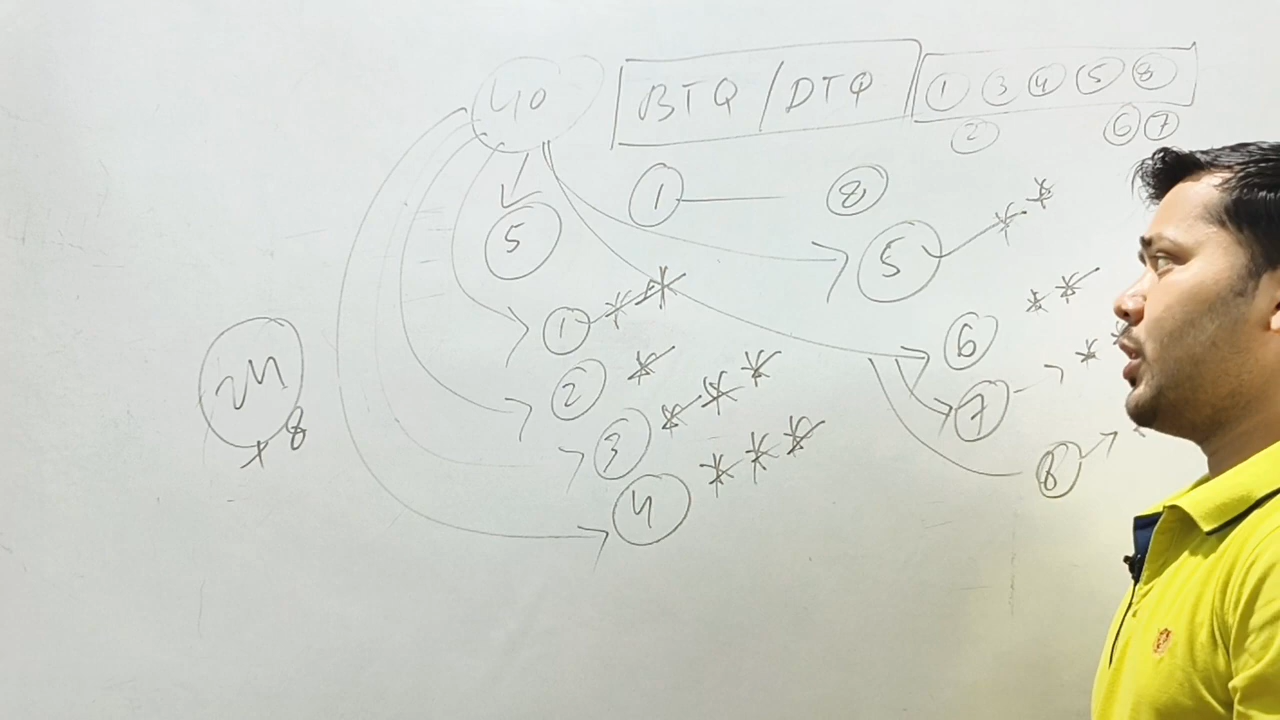 40 BTQ / DTQ 1 3 4 5 8
2 6 7
1 8
5 5 * *
1 * *
2 * 6 * *
3 * * * 7 *
24 4 * * * 8
+ 8